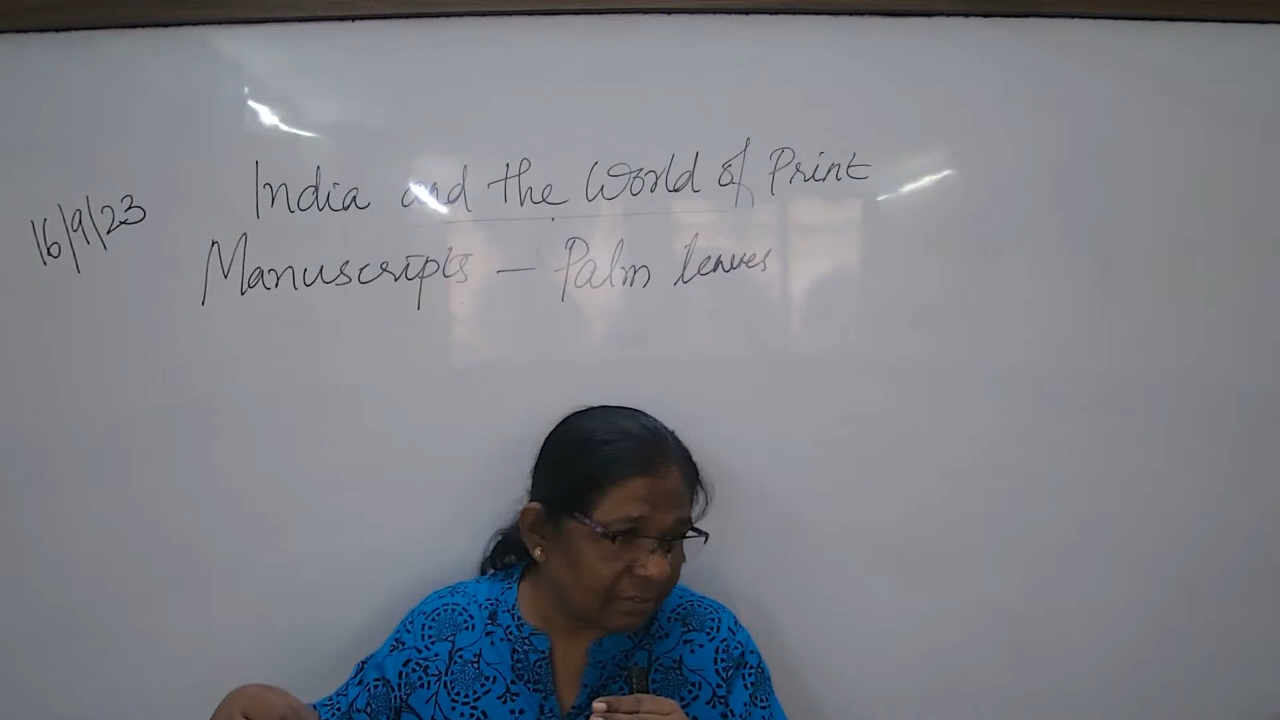 India and the World of Print
16/9/23
Manuscripts — Palm leaves